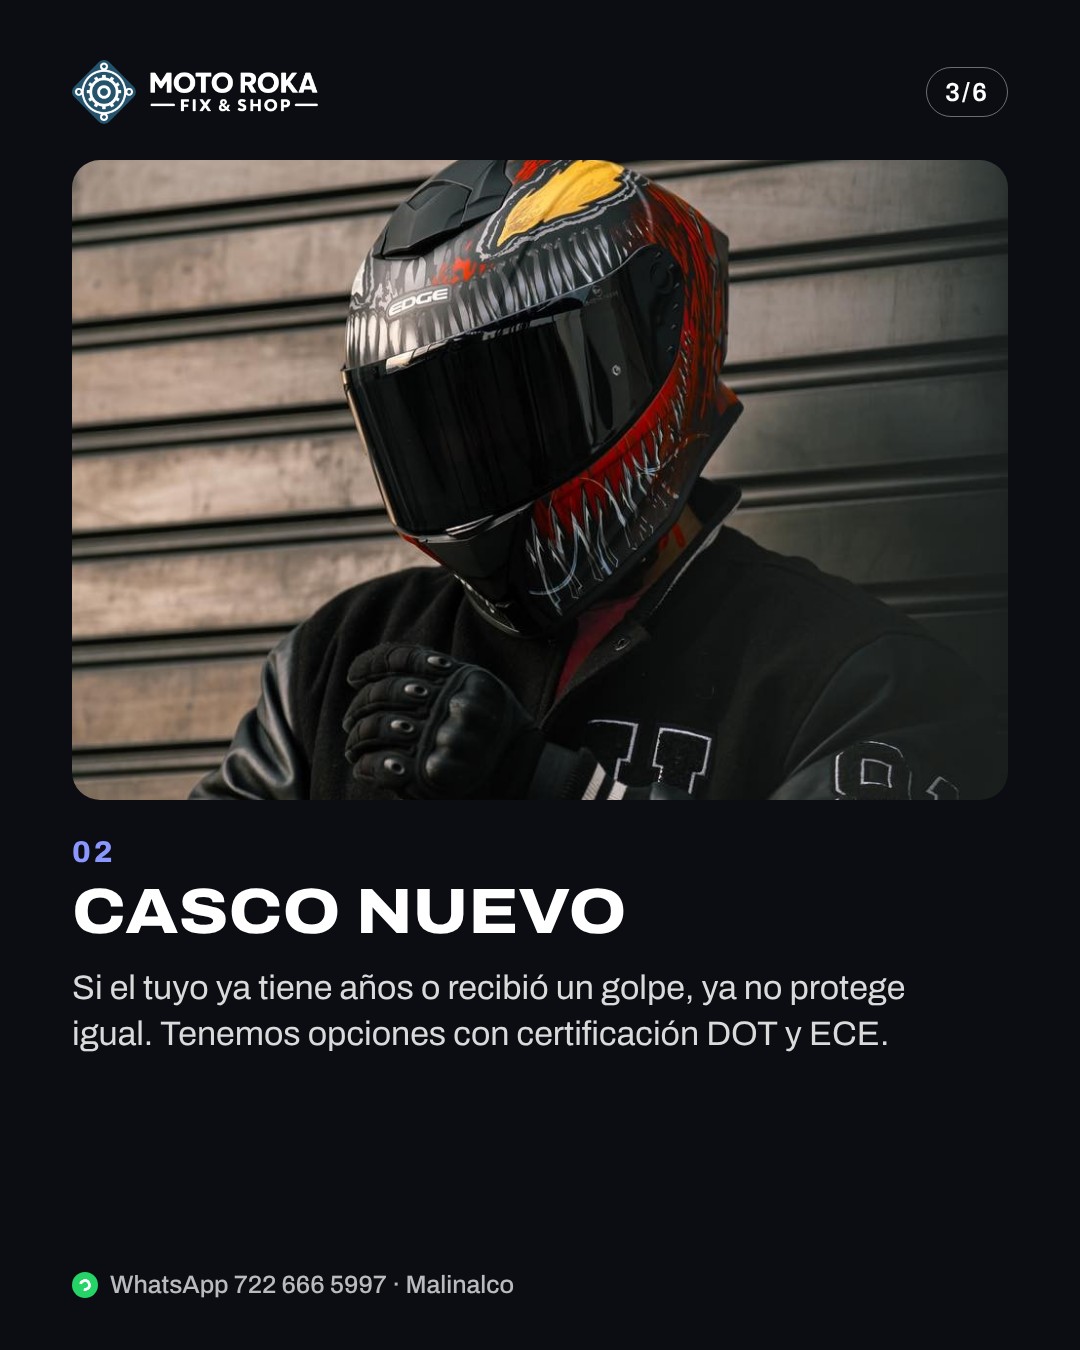 MOTO ROKA
FIX & SHOP
3/6
EDGE
02
CASCO NUEVO
Si el tuyo ya tiene años o recibió un golpe, ya no protege
igual. Tenemos opciones con certificación DOT y ECE.
WhatsApp 722 666 5997 · Malinalco